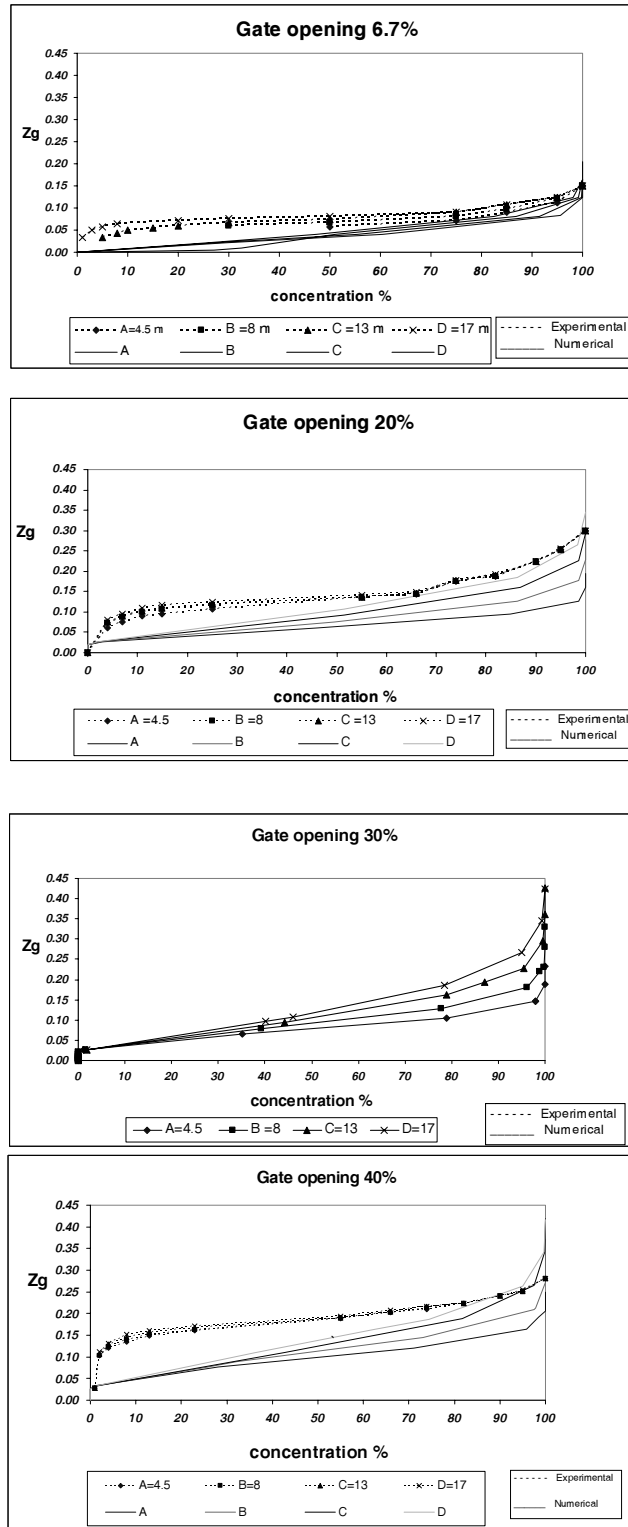 Gate opening 6.7%
0.45
0.40
0.35
0.30
0.25
0.20
0.15
0.10
0.05
0.00
Zg
0 10 20 30 40 50 60 70 80 90 100
concentration %
A=4.5 m B =8 m C =13 m D =17 m
A B C D
Experimental
Numerical
Gate opening 20%
0.45
0.40
0.35
0.30
0.25
0.20
0.15
0.10
0.05
0.00
Zg
0 10 20 30 40 50 60 70 80 90 100
concentration %
A =4.5 B =8 C =13 D =17
A B C D
Experimental
Numerical
Gate opening 30%
0.45
0.40
0.35
0.30
0.25
0.20
0.15
0.10
0.05
0.00
Zg
0 10 20 30 40 50 60 70 80 90 100
concentration %
A=4.5 B =8 C=13 D=17
Experimental
Numerical
Gate opening 40%
0.45
0.40
0.35
0.30
0.25
0.20
0.15
0.10
0.05
0.00
Zg
0 10 20 30 40 50 60 70 80 90 100
concentration %
A=4.5 B=8 C=13 D=17
A B C D
Experimental
Numerical